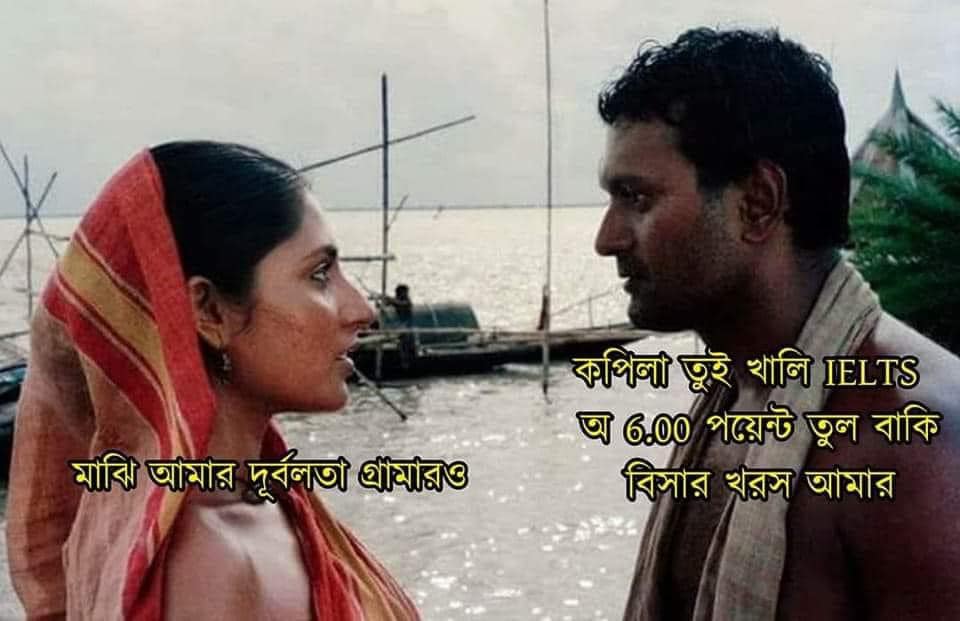 মাঝি আমার দূর্বলতা গ্রামারও
কপিলা তুই খালি IELTS
অ 6.00 পয়েন্ট তুল বাকি
বিসার খরস আমার